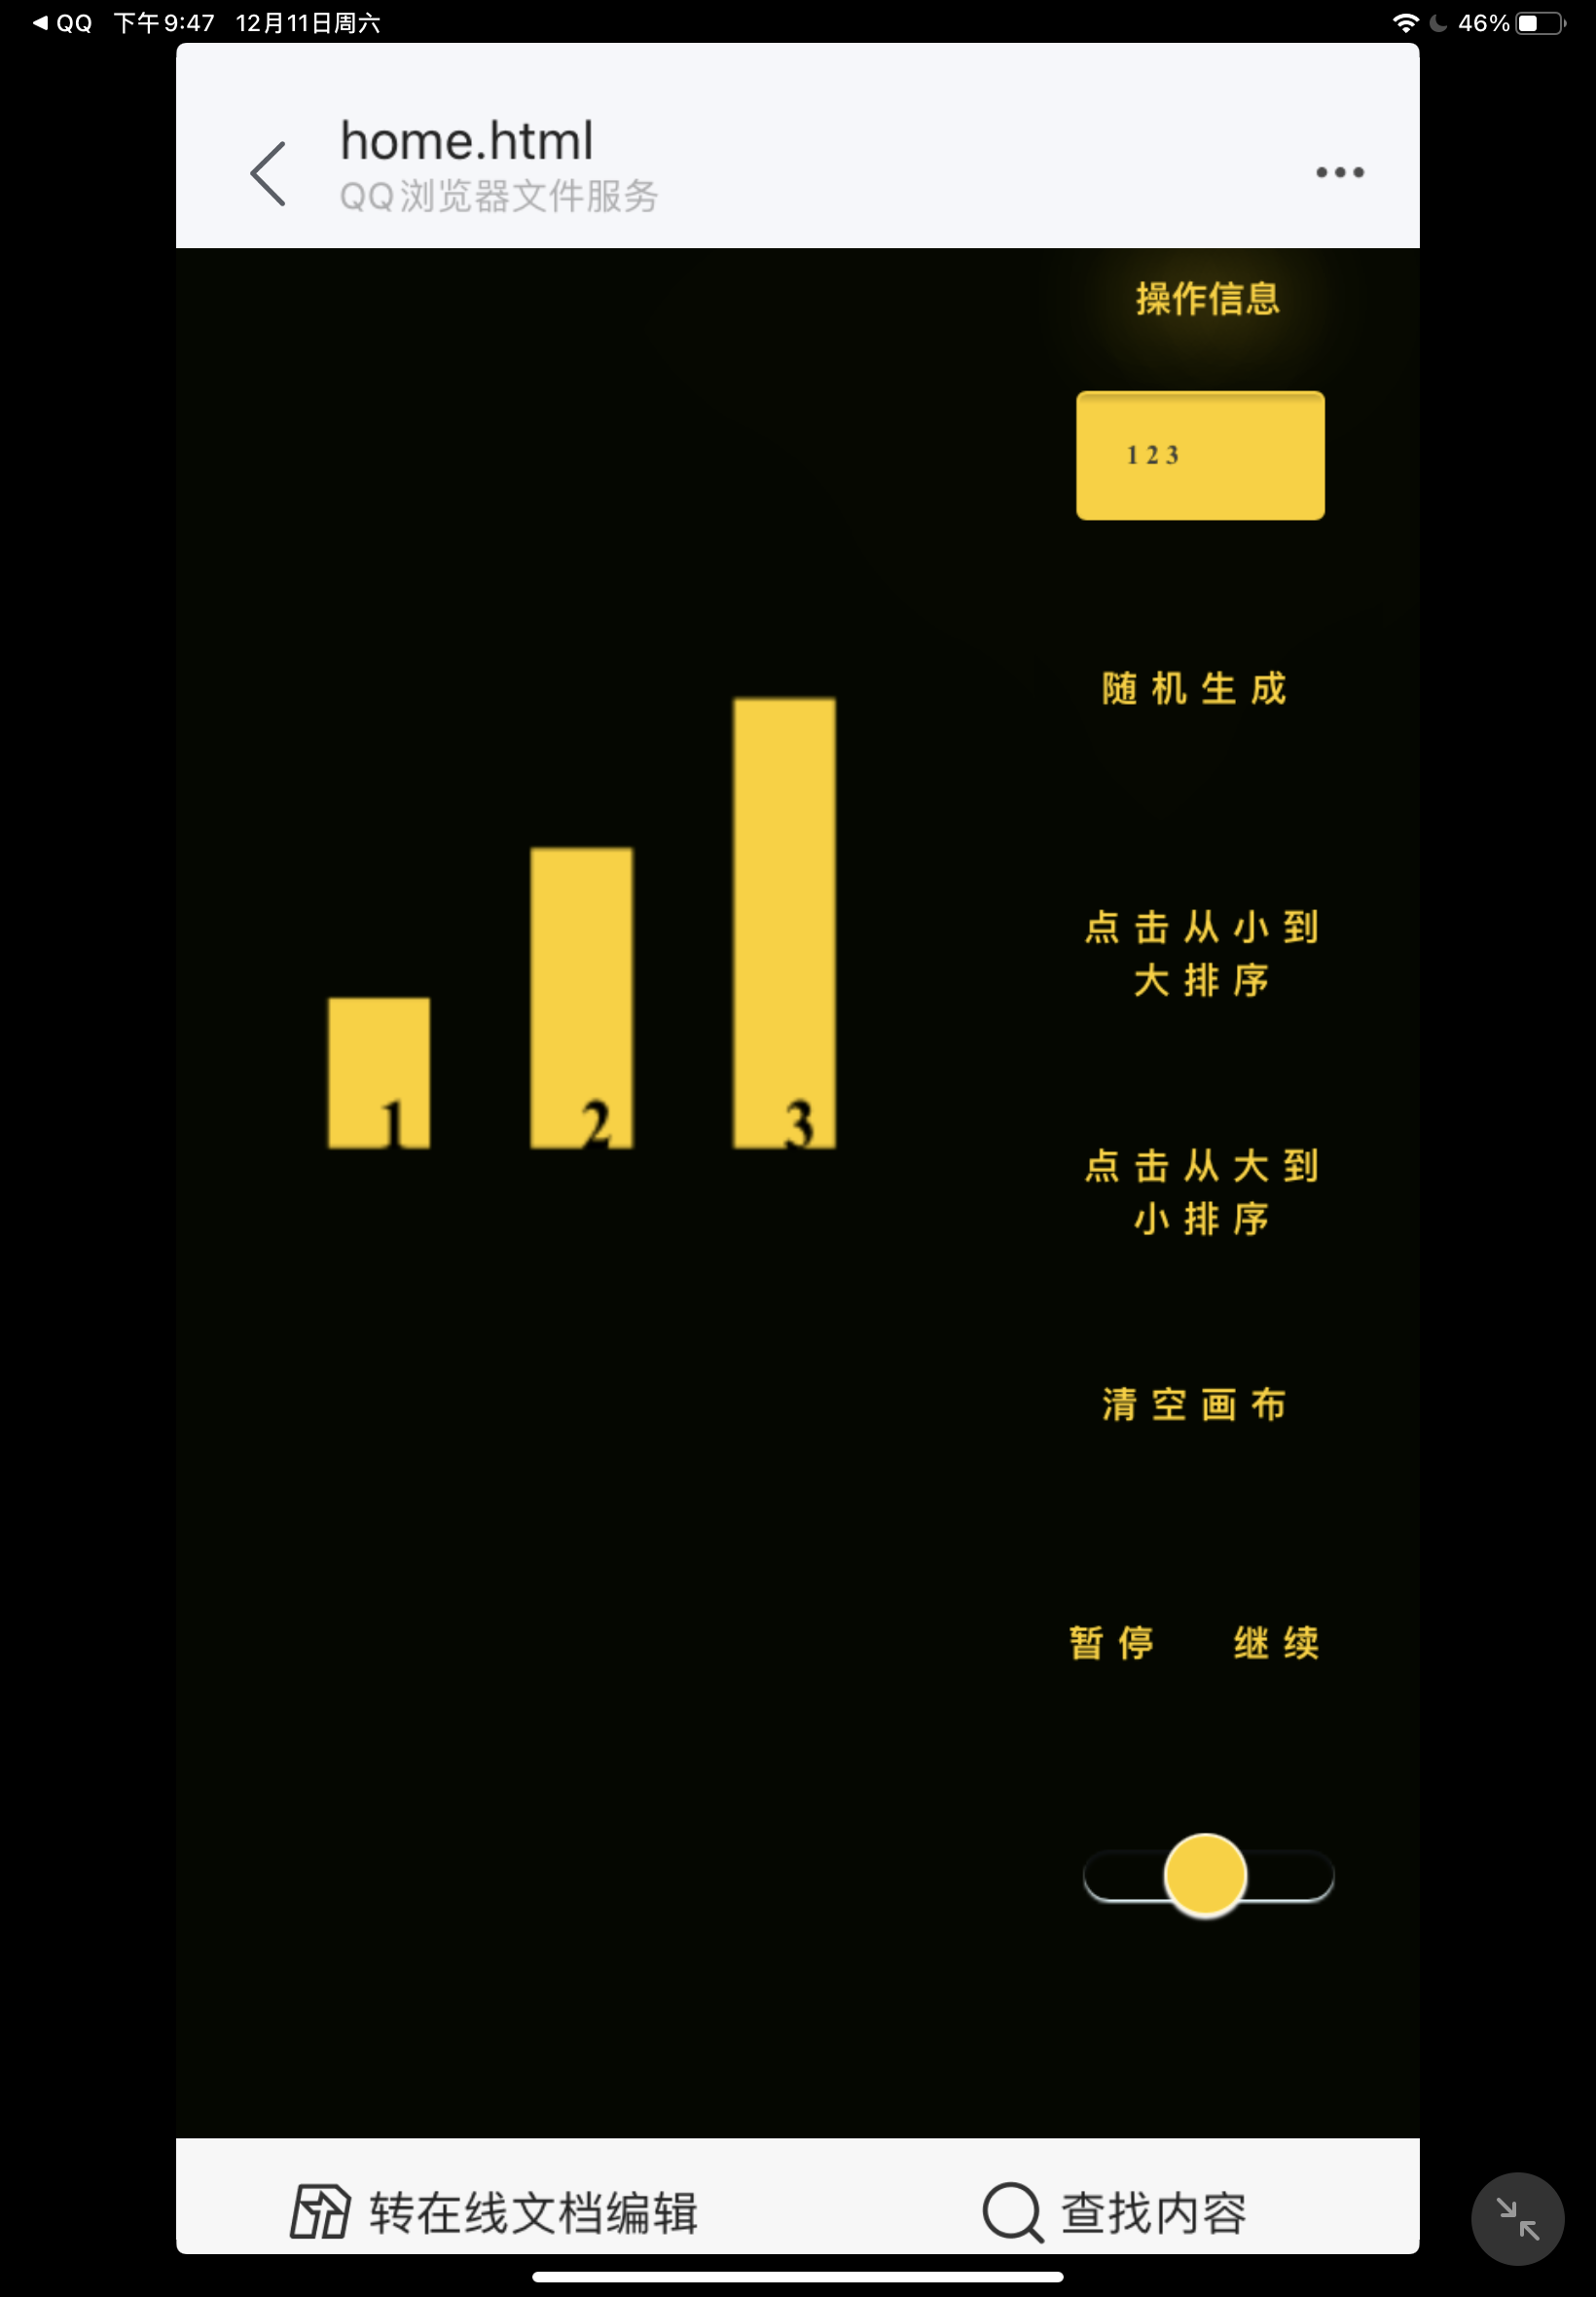 QQ 下午9:47 12月11日周六 46%
home.html
QQ浏览器文件服务
操作信息
1 2 3
随机生成
点击从小到
大排序
1 2 3
点击从大到
小排序
清空画布
暂停 继续
转在线文档编辑 查找内容